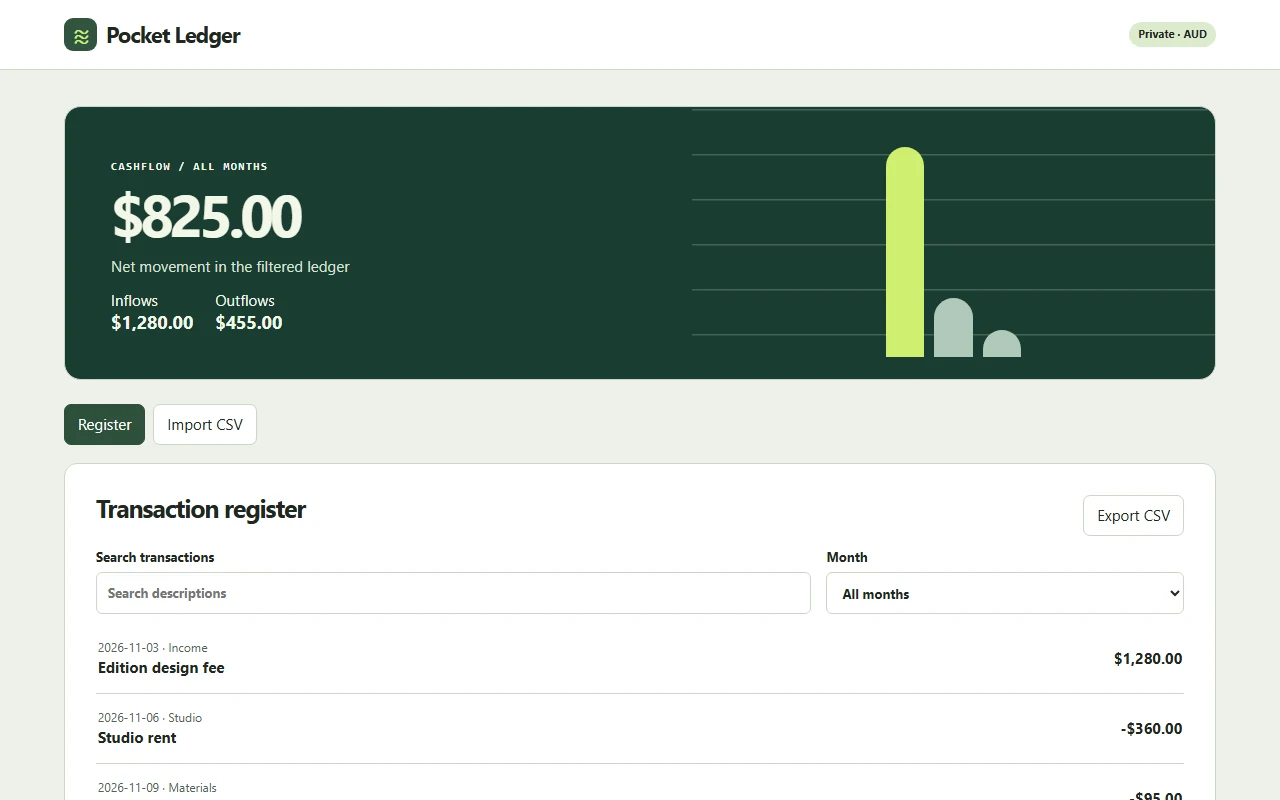 Pocket Ledger
Private · AUD
CASHFLOW / ALL MONTHS
$825.00
Net movement in the filtered ledger
Inflows Outflows
$1,280.00 $455.00
Register Import CSV
Transaction register
Export CSV
Search transactions Month
Search descriptions All months
2026-11-03 · Income
Edition design fee
$1,280.00
2026-11-06 · Studio
Studio rent
-$360.00
2026-11-09 · Materials
-$95.00